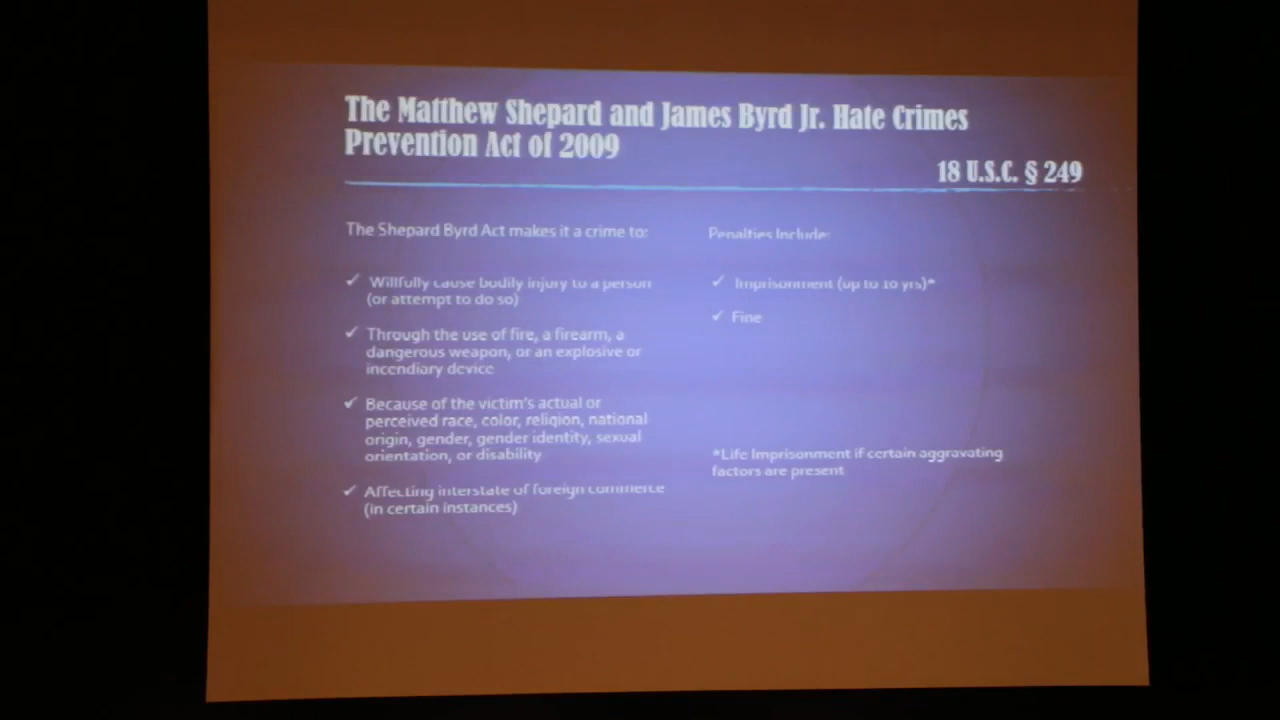 The Matthew Shepard and James Byrd Jr. Hate Crimes
Prevention Act of 2009
18 U.S.C. § 249
The Shepard Byrd Act makes it a crime to:
✓ Willfully cause bodily injury to a person
(or attempt to do so)
✓ Through the use of fire, a firearm, a
dangerous weapon, or an explosive or
incendiary device
✓ Because of the victim's actual or
perceived race, color, religion, national
origin, gender, gender identity, sexual
orientation, or disability
✓ Affecting interstate of foreign commerce
(in certain instances)
Penalties Include:
✓ Imprisonment (up to 10 yrs)*
✓ Fine
*Life Imprisonment if certain aggravating
factors are present